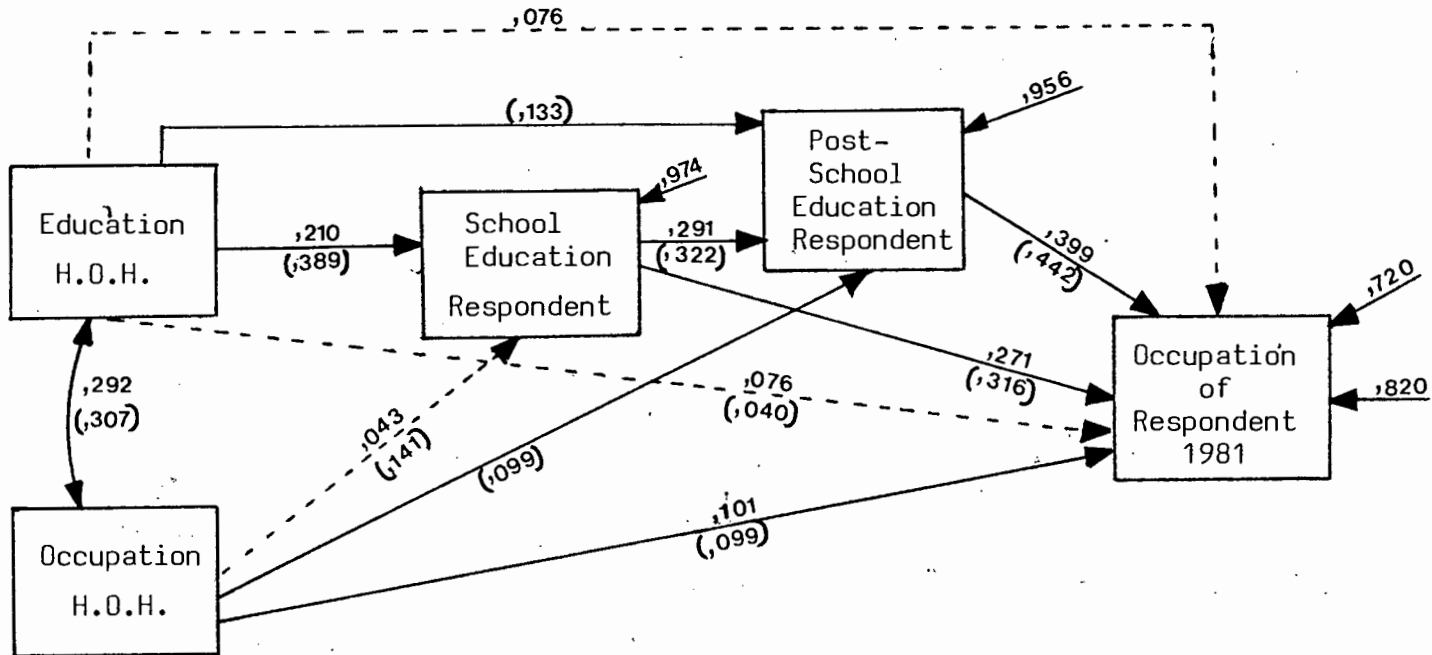 ,076
(,133)
,956
Post-
School
Education
Respondent
Education
H.O.H.
,210
(,389)
,974
School
Education
Respondent
,291
(,322)
,399
(,442)
,720
,820
Occupation
of
Respondent
1981
,271
(,316)
,076
(,040)
,292
(,307)
,043
(,141)
(,099)
,101
(,099)
Occupation
H.O.H.